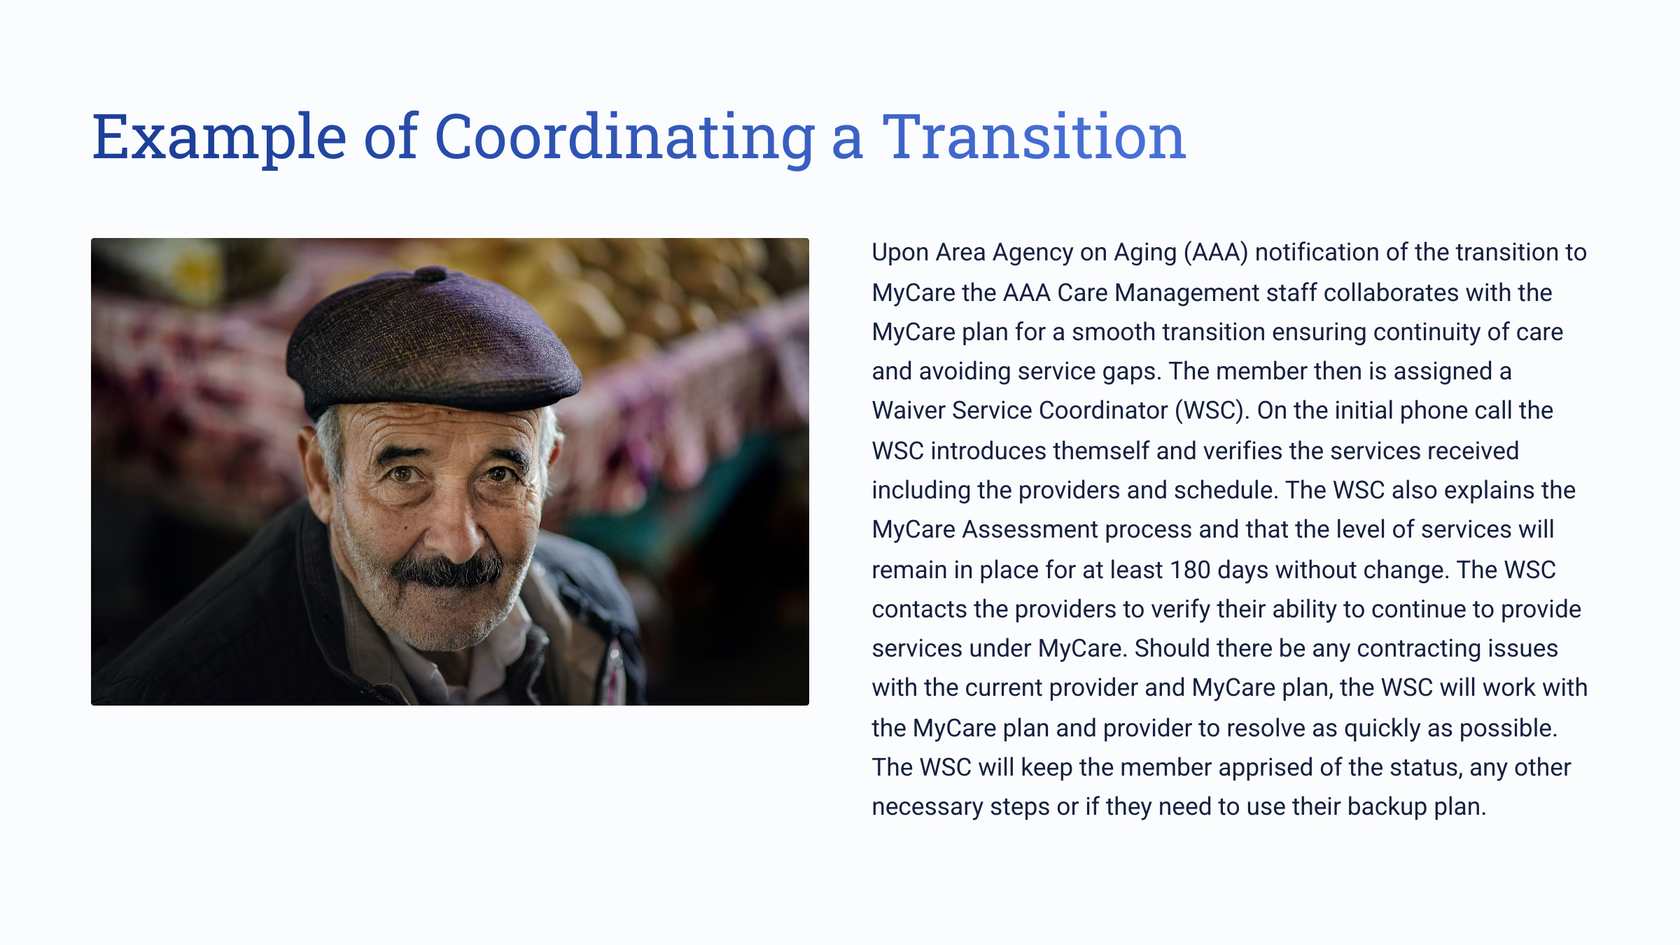 Example of Coordinating a Transition
Upon Area Agency on Aging (AAA) notification of the transition to
MyCare the AAA Care Management staff collaborates with the
MyCare plan for a smooth transition ensuring continuity of care
and avoiding service gaps. The member then is assigned a
Waiver Service Coordinator (WSC). On the initial phone call the
WSC introduces themself and verifies the services received
including the providers and schedule. The WSC also explains the
MyCare Assessment process and that the level of services will
remain in place for at least 180 days without change. The WSC
contacts the providers to verify their ability to continue to provide
services under MyCare. Should there be any contracting issues
with the current provider and MyCare plan, the WSC will work with
the MyCare plan and provider to resolve as quickly as possible.
The WSC will keep the member apprised of the status, any other
necessary steps or if they need to use their backup plan.